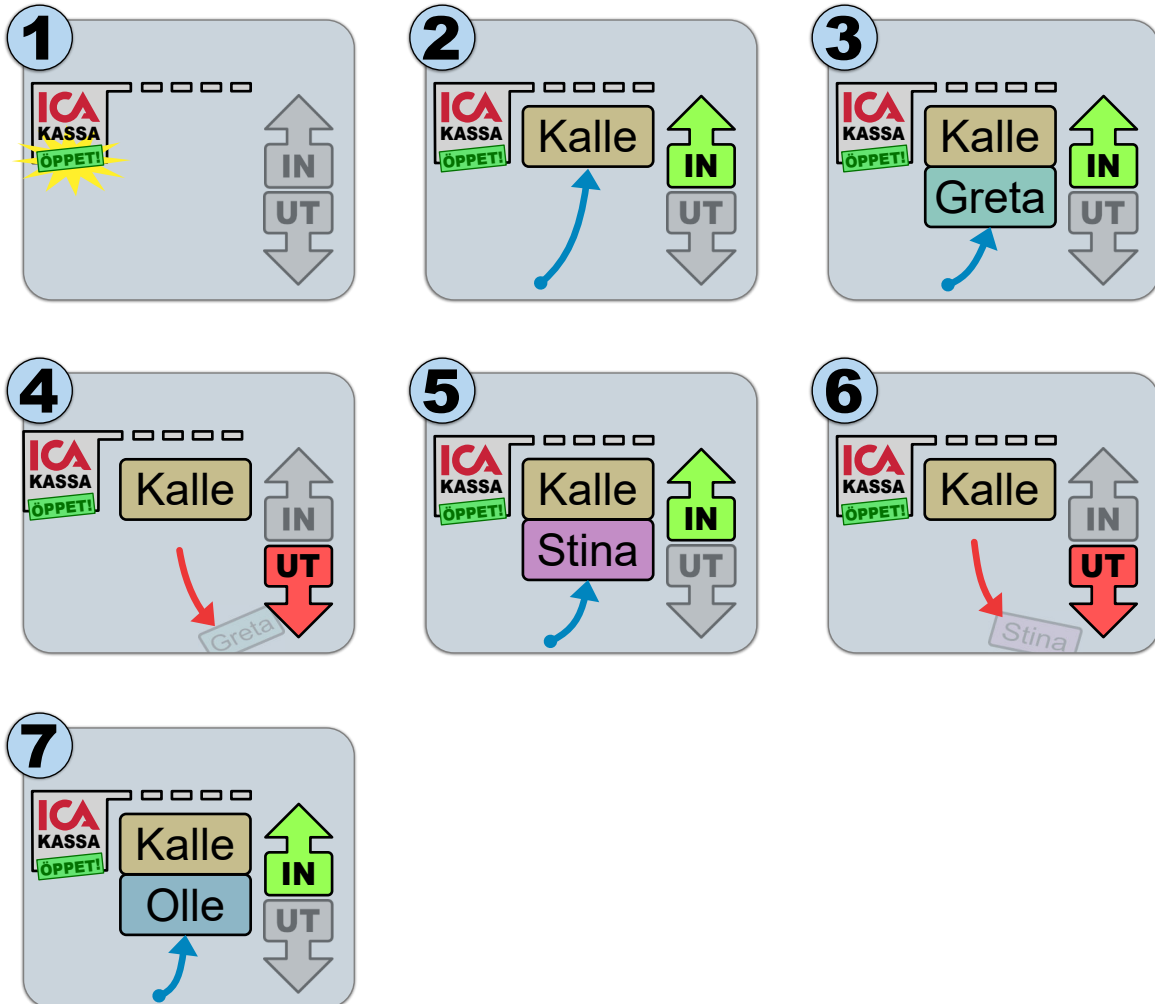 1
ICA
KASSA
ÖPPET!
IN
UT
2
ICA
KASSA
ÖPPET!
Kalle
IN
UT
3
ICA
KASSA
ÖPPET!
Kalle
Greta
IN
UT
4
ICA
KASSA
ÖPPET!
Kalle
IN
UT
Greta
5
ICA
KASSA
ÖPPET!
Kalle
Stina
IN
UT
6
ICA
KASSA
ÖPPET!
Kalle
IN
UT
Stina
7
ICA
KASSA
ÖPPET!
Kalle
Olle
IN
UT